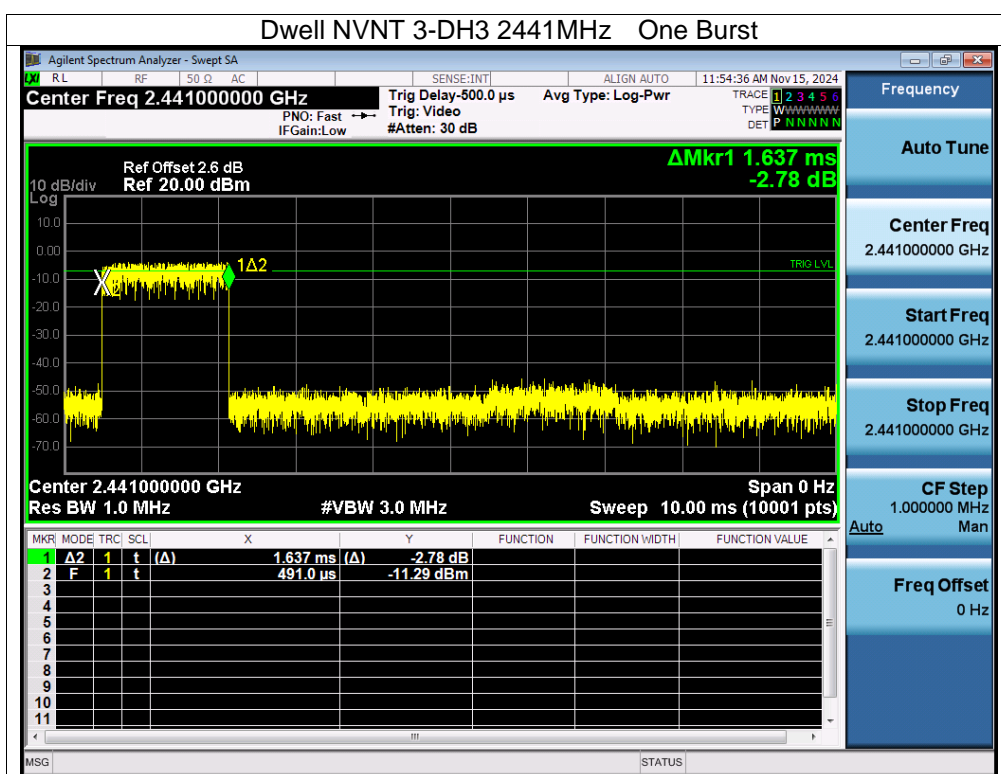 Dwell NVNT 3-DH3 2441MHz One Burst
Agilent Spectrum Analyzer - Swept SA
LXI RL RF 50 Ω AC SENSE:INT ALIGN AUTO 11:54:36 AM Nov 15, 2024
Center Freq 2.441000000 GHz
PNO: Fast
IFGain:Low
Trig Delay-500.0 µs
Trig: Video
#Atten: 30 dB
Avg Type: Log-Pwr
TRACE 1 2 3 4 5 6
TYPE WWWWWW
DET P N N N N N
Frequency
Auto Tune
Center Freq
2.441000000 GHz
Start Freq
2.441000000 GHz
Stop Freq
2.441000000 GHz
CF Step
1.000000 MHz
Auto Man
Freq Offset
0 Hz
ΔMkr1 1.637 ms
-2.78 dB
Ref Offset 2.6 dB
10 dB/div Ref 20.00 dBm
Log
10.0
0.00
-10.0
-20.0
-30.0
-40.0
-50.0
-60.0
-70.0
1Δ2
TRIG LVL
2
Center 2.441000000 GHz Span 0 Hz
Res BW 1.0 MHz #VBW 3.0 MHz Sweep 10.00 ms (10001 pts)
MKR MODE TRC SCL X Y FUNCTION FUNCTION WIDTH FUNCTION VALUE
1 Δ2 1 t (Δ) 1.637 ms (Δ) -2.78 dB
2 F 1 t 491.0 µs -11.29 dBm
3
4
5
6
7
8
9
10
11
MSG STATUS